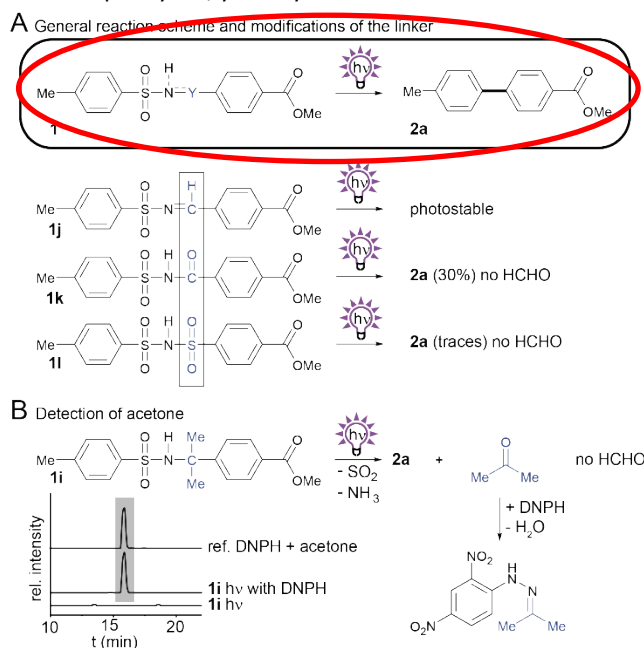 A General reaction scheme and modifications of the linker
Me O S O H N Y hν O OMe
1
Me O OMe
2a
Me O S O N H C O OMe hν photostable
1j
Me O S O H N O C O OMe hν 2a (30%) no HCHO
1k
Me O S O H N O S O O OMe hν 2a (traces) no HCHO
1l
B Detection of acetone
Me O S O H N Me C Me O OMe hν - SO2 - NH3 2a + O Me Me no HCHO
1i
+ DNPH
- H2O
rel. intensity
ref. DNPH + acetone
1i hν with DNPH
1i hν
10 15 20
t (min)
NO2 H N N O2N Me Me